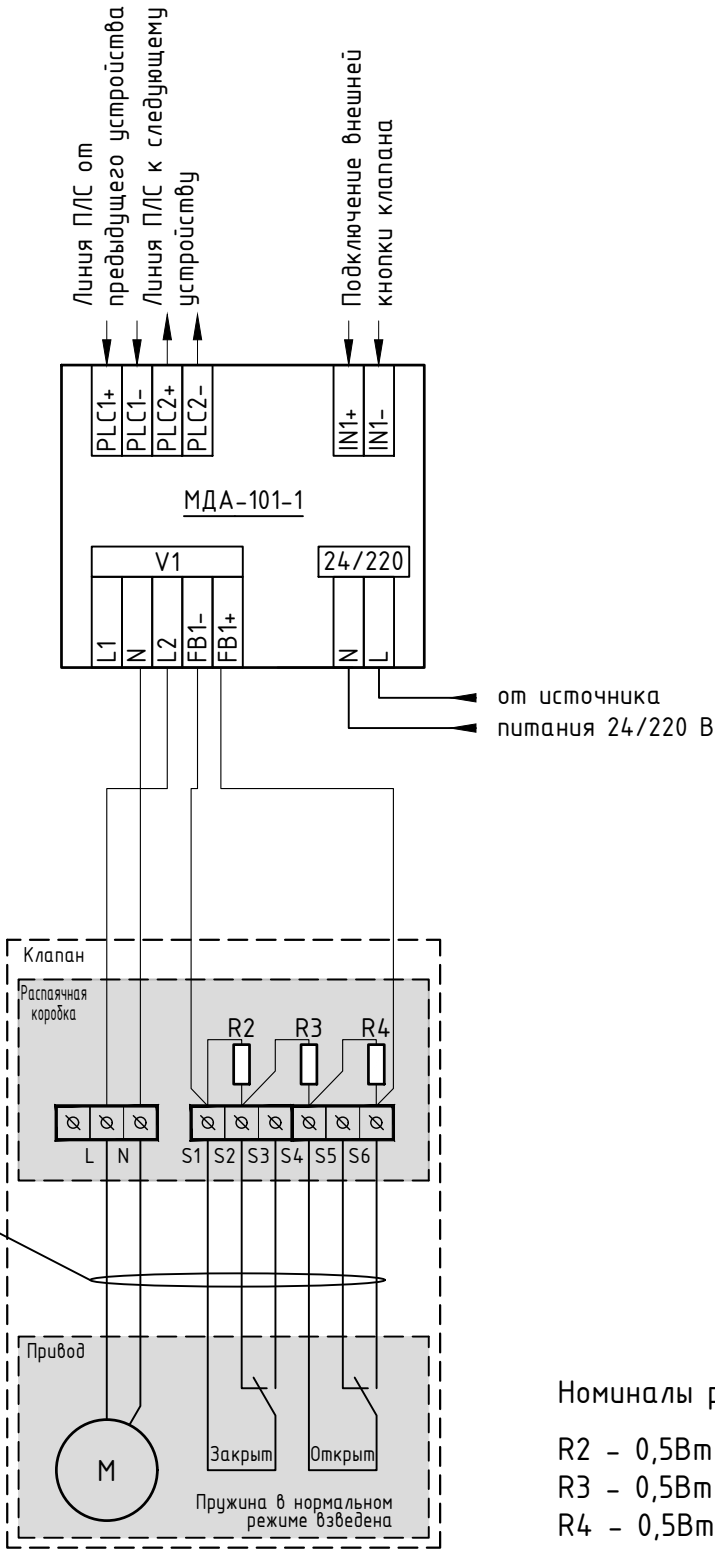 Линия ПЛС от
предыдущего устройства
Линия ПЛС к следующему
устройству
Подключение внешней
кнопки клапана
PLC1+
PLC1-
PLC2+
PLC2-
IN1+
IN1-
МДА-101-1
V1
24/220
L1
N
L2
FB1-
FB1+
N
L
от источника
питания 24/220 В
Клапан
Распаячная
коробка
R2
R3
R4
L
N
S1
S2
S3
S4
S5
S6
Привод
М
Закрыт
Открыт
Пружина в нормальном
режиме взведена
Номиналы
R2 - 0,5Вт
R3 - 0,5Вт
R4 - 0,5Вт